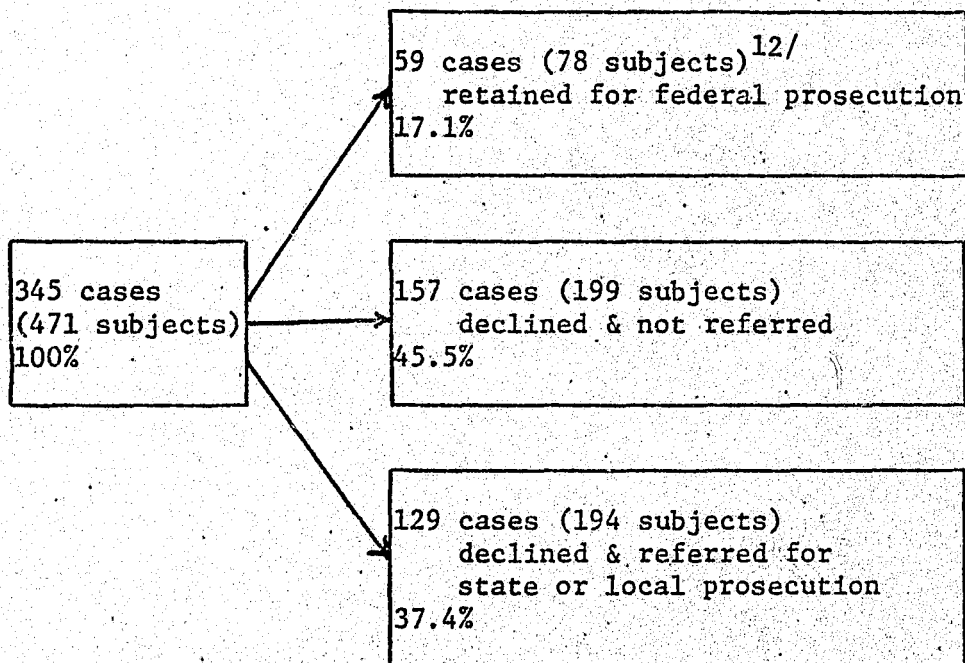 59 cases (78 subjects) 12/
retained for federal prosecution
17.1%
345 cases
(471 subjects)
100%
157 cases (199 subjects)
declined & not referred
45.5%
129 cases (194 subjects)
declined & referred for
state or local prosecution
37.4%